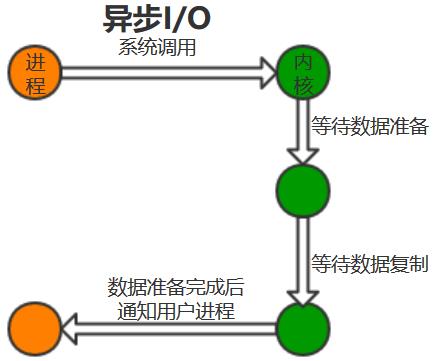 异步I/O
系统调用
进
程
内
核
等待数据准备
等待数据复制
数据准备完成后
通知用户进程